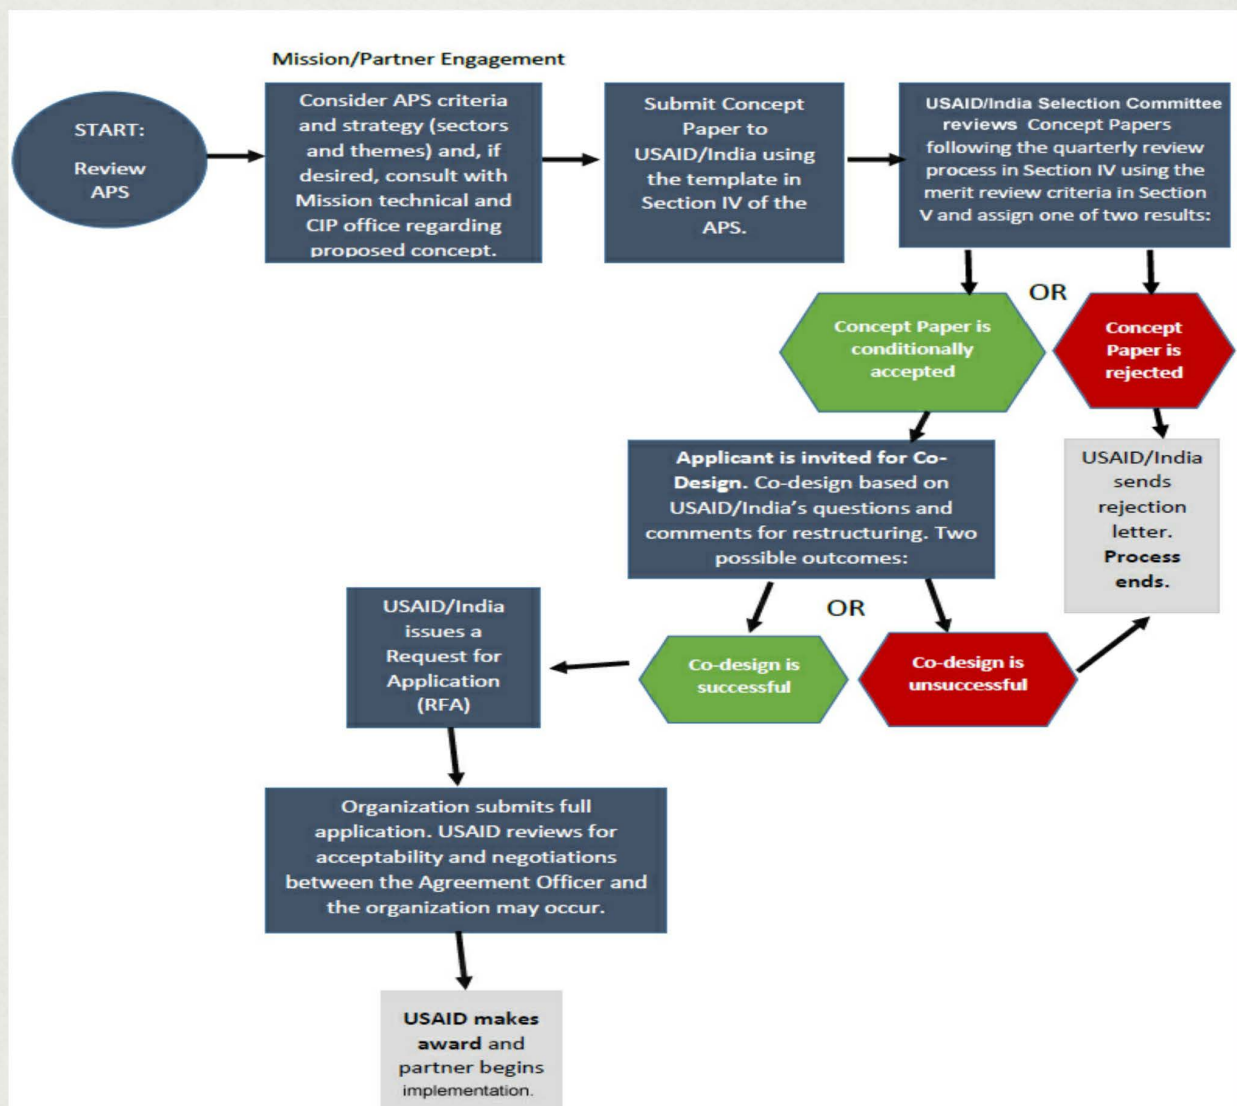 Mission/Partner Engagement
START:
Review
APS
Consider APS criteria
and strategy (sectors
and themes) and, if
desired, consult with
Mission technical and
CIP office regarding
proposed concept.
Submit Concept
Paper to
USAID/India using
the template in
Section IV of the
APS.
USAID/India Selection Committee
reviews Concept Papers
following the quarterly review
process in Section IV using the
merit review criteria in Section
V and assign one of two results:
Concept Paper is
conditionally
accepted
OR
Concept
Paper is
rejected
Applicant is invited for Co-
Design. Co-design based on
USAID/India’s questions and
comments for restructuring. Two
possible outcomes:
USAID/India
sends
rejection
letter.
Process
ends.
Co-design is
successful
OR
Co-design is
unsuccessful
USAID/India
issues a
Request for
Application
(RFA)
Organization submits full
application. USAID reviews for
acceptability and negotiations
between the Agreement Officer and
the organization may occur.
USAID makes
award and
partner begins
implementation.